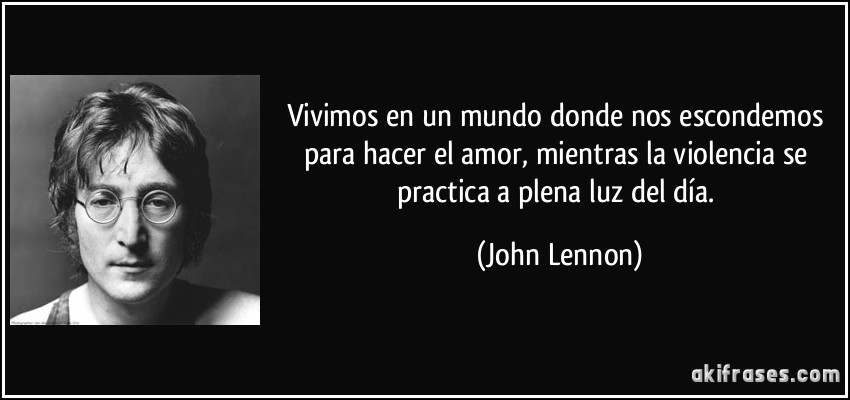 Vivimos en un mundo donde nos escondemos
para hacer el amor, mientras la violencia se
practica a plena luz del día.
(John Lennon)
akifrases.com